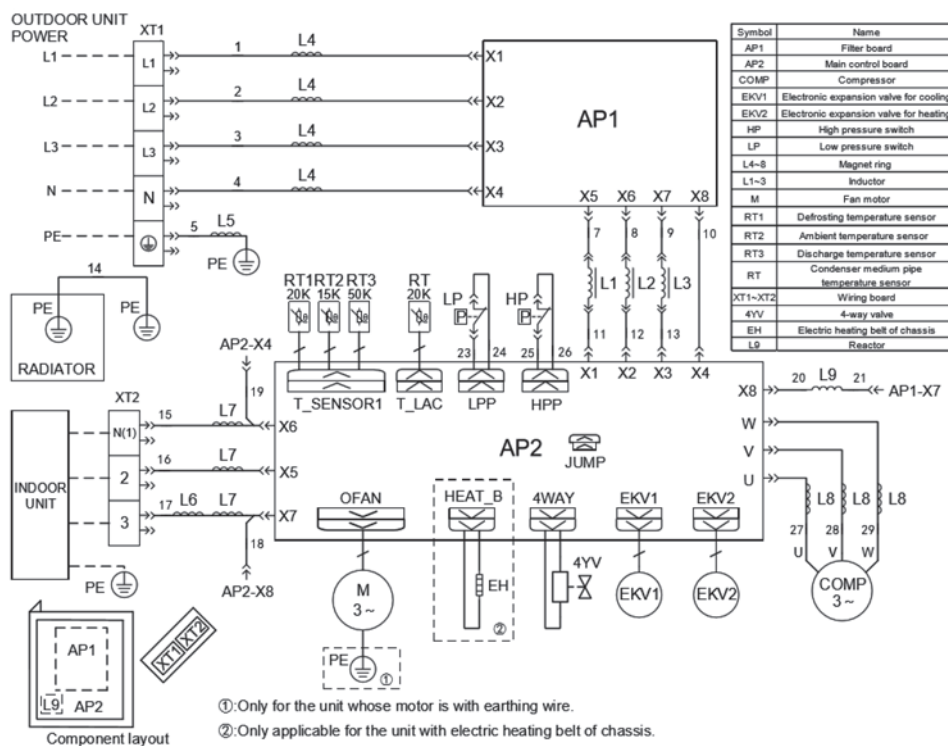 OUTDOOR UNIT
POWER
XT1
L1
L1
1
L4
X1
L2
L2
2
L4
X2
L3
L3
3
L4
X3
N
N
4
L4
X4
PE
5
L5
PE
AP1
X5
X6
X7
X8
7
8
9
10
L1
L2
L3
11
12
13
Symbol Name
AP1 Filter board
AP2 Main control board
COMP Compressor
EKV1 Electronic expansion valve for cooling
EKV2 Electronic expansion valve for heating
HP High pressure switch
LP Low pressure switch
L4~8 Magnet ring
L1~3 Inductor
M Fan motor
RT1 Defrosting temperature sensor
RT2 Ambient temperature sensor
RT3 Discharge temperature sensor
RT Condenser medium pipe
temperature sensor
XT1~XT2 Wiring board
4YV 4-way valve
EH Electric heating belt of chassis
L9 Reactor
14
PE
PE
RADIATOR
RT1 RT2 RT3
20K 15K 50K
RT
20K
LP
P
23
24
HP
P
25
26
T_SENSOR1
T_LAC
LPP
HPP
X1
X2
X3
X4
AP2-X4
19
XT2
INDOOR
UNIT
N(1)
15
L7
X6
2
16
L7
X5
3
17
L6
L7
X7
18
AP2-X8
PE
AP2
JUMP
X8
20
L9
21
AP1-X7
W
V
U
L8
L8
L8
27
28
29
U
V
W
COMP
3~
OFAN
HEAT_B
4WAY
EKV1
EKV2
M
3~
EH
②
4YV
EKV1
EKV2
PE
①
AP1
L9
AP2
XT1 XT2
Component layout
①:Only for the unit whose motor is with earthing wire.
②:Only applicable for the unit with electric heating belt of chassis.